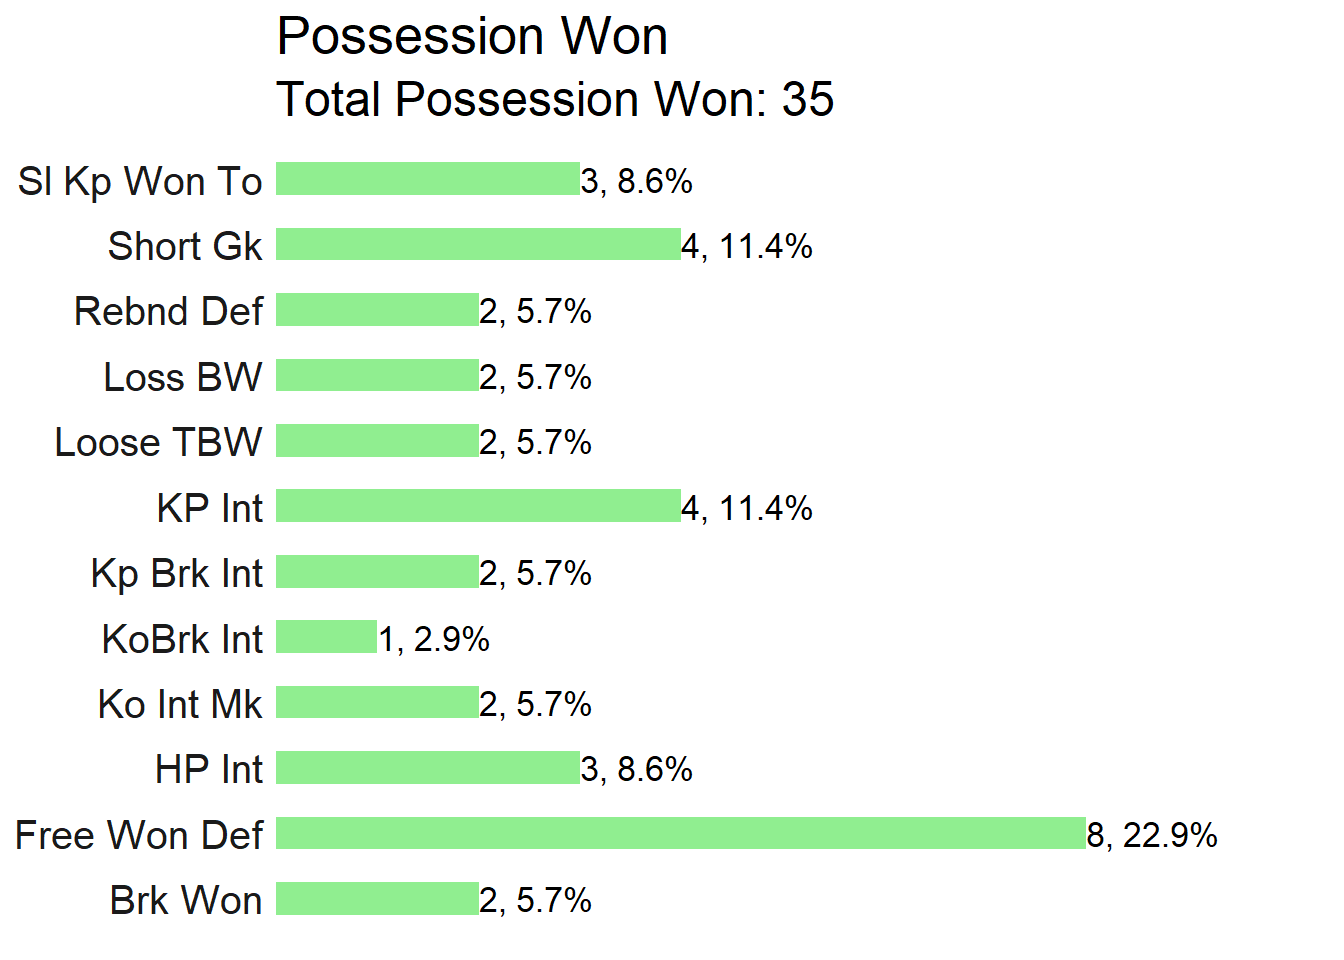 Possession Won
Total Possession Won: 35
Sl Kp Won To 3, 8.6%
Short Gk 4, 11.4%
Rebnd Def 2, 5.7%
Loss BW 2, 5.7%
Loose TBW 2, 5.7%
KP Int 4, 11.4%
Kp Brk Int 2, 5.7%
KoBrk Int 1, 2.9%
Ko Int Mk 2, 5.7%
HP Int 3, 8.6%
Free Won Def 8, 22.9%
Brk Won 2, 5.7%